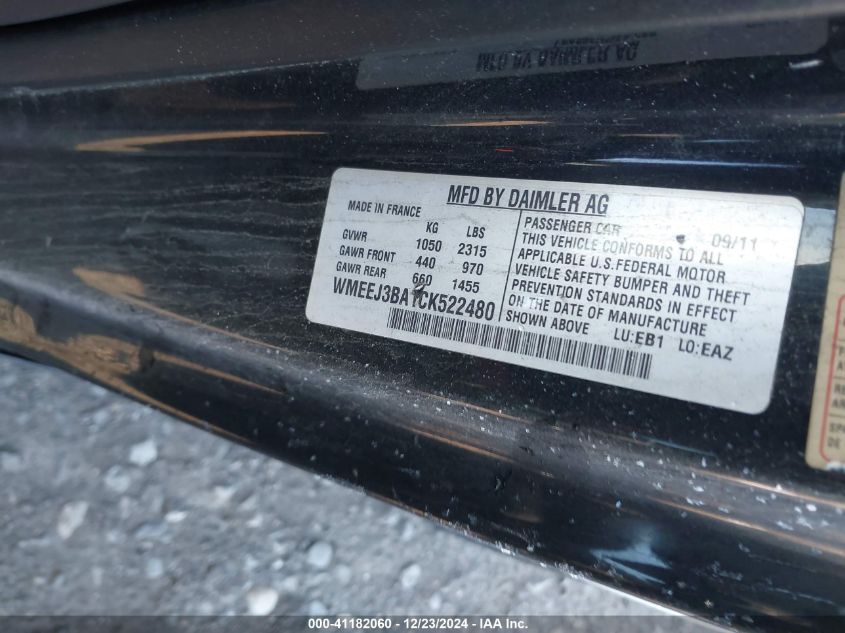 MFD BY DAIMLER AG
MADE IN FRANCE
KG LBS
GVWR 1050 2315
GAWR FRONT 440 970
GAWR REAR 660 1455
WMEEJ3BA1CK522480
PASSENGER CAR 09/11
THIS VEHICLE CONFORMS TO ALL
APPLICABLE U.S.FEDERAL MOTOR
VEHICLE SAFETY BUMPER AND THEFT
PREVENTION STANDARDS IN EFFECT
ON THE DATE OF MANUFACTURE
SHOWN ABOVE LU:EB1 LO:EAZ
000-41182060 - 12/23/2024 - IAA Inc.